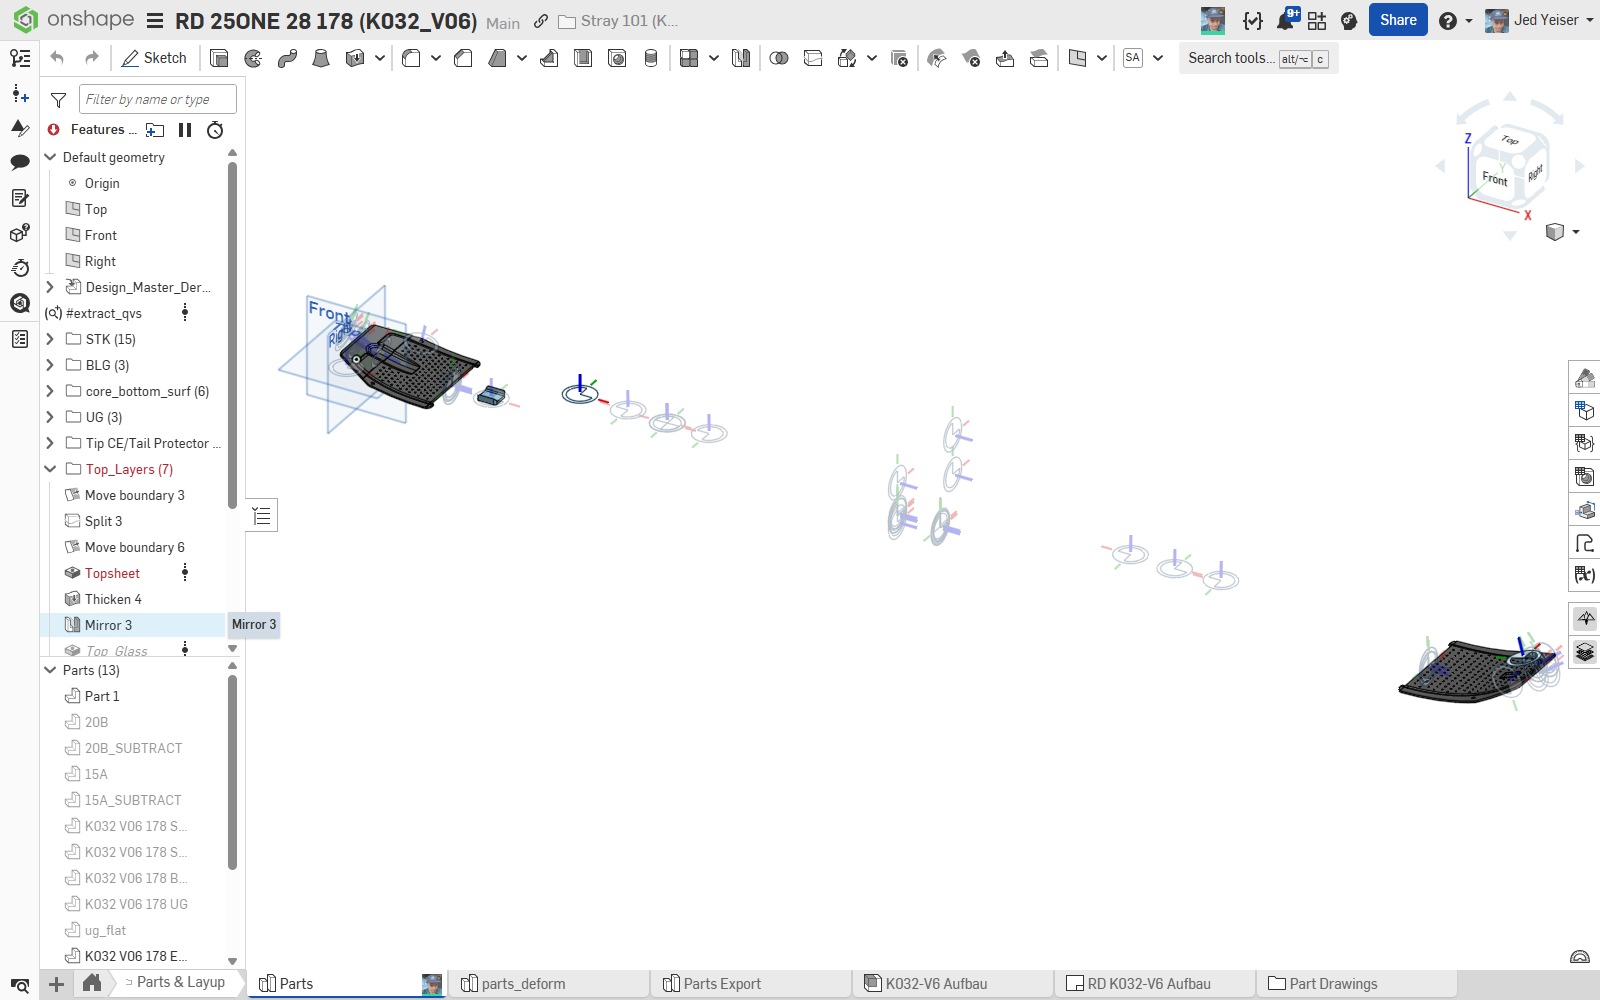 onshape
RD 25ONE 28 178 (K032_V06)
Main
Stray 101 (K...
9+
Share
Jed Yeiser
Sketch
SA
Search tools...
alt/⌥
c
Filter by name or type
Features ...
Default geometry
Origin
Top
Front
Right
Design_Master_Der...
#extract_qvs
STK (15)
BLG (3)
core_bottom_surf (6)
UG (3)
Tip CE/Tail Protector ...
Top_Layers (7)
Move boundary 3
Split 3
Move boundary 6
Topsheet
Thicken 4
Mirror 3
Mirror 3
Top_Glass
Parts (13)
Part 1
20B
20B_SUBTRACT
15A
15A_SUBTRACT
K032 V06 178 S...
K032 V06 178 S...
K032 V06 178 B...
K032 V06 178 UG
ug_flat
K032 V06 178 E...
Front
Z
Top
Y
Front
Right
X
Parts & Layup
Parts
parts_deform
Parts Export
K032-V6 Aufbau
RD K032-V6 Aufbau
Part Drawings